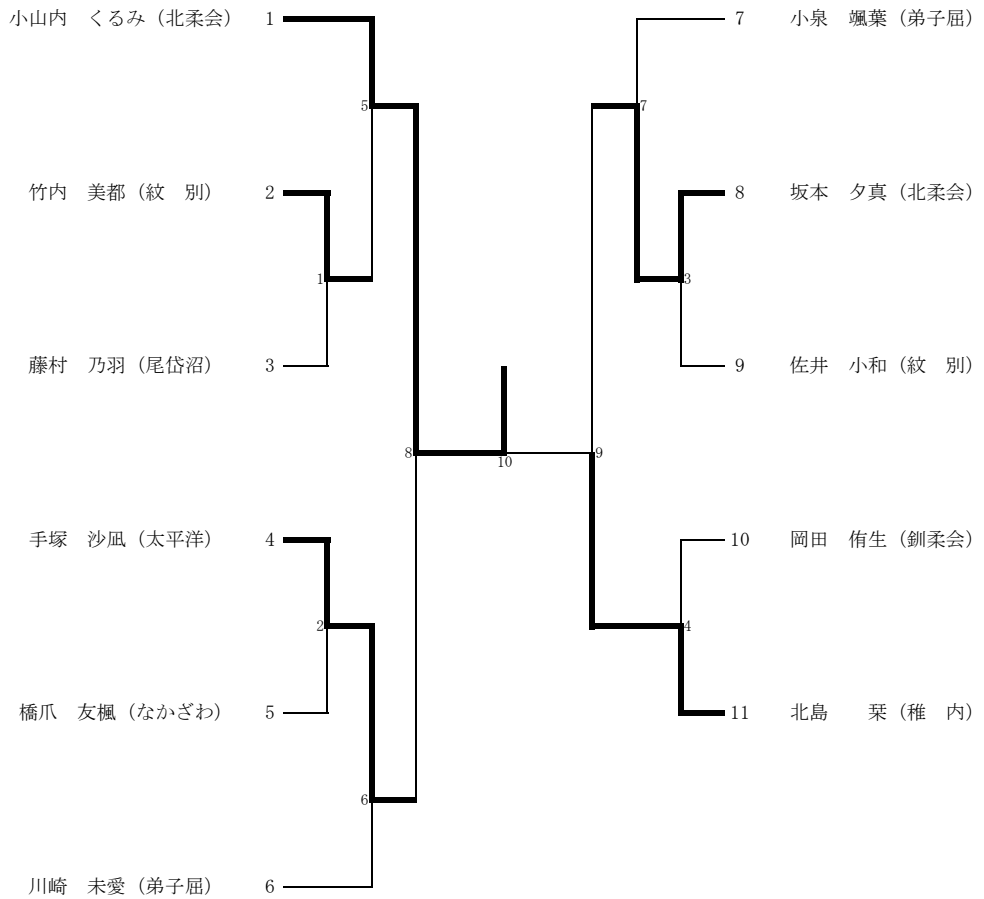 小山内　くるみ（北柔会）　1
5
竹内　美都（紋　別）　2
1
藤村　乃羽（尾岱沼）　3
8
手塚　沙凪（太平洋）　4
2
橋爪　友楓（なかざわ）　5
6
川崎　未愛（弟子屈）　6
10
7　小泉　颯葉（弟子屈）
7
8　坂本　夕真（北柔会）
3
9　佐井　小和（紋　別）
9
10　岡田　侑生（釧柔会）
4
11　北島　　栞（稚　内）